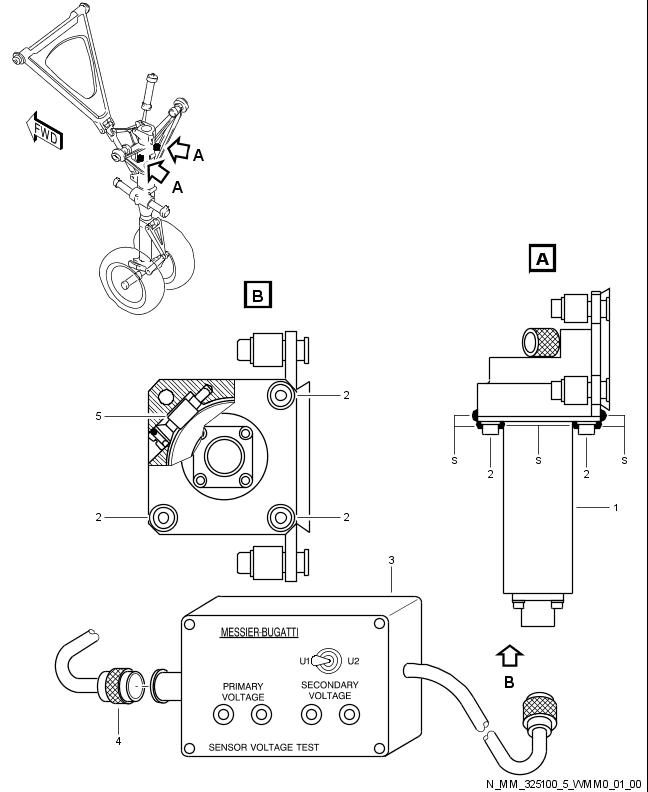 FWD
A
A
A
B
2
5
S
S
S
2
2
2
2
1
3
MESSIER-BUGATTI
U1
U2
PRIMARY
VOLTAGE
SECONDARY
VOLTAGE
B
4
SENSOR VOLTAGE TEST
N_MM_325100_5_WMM0_01_00